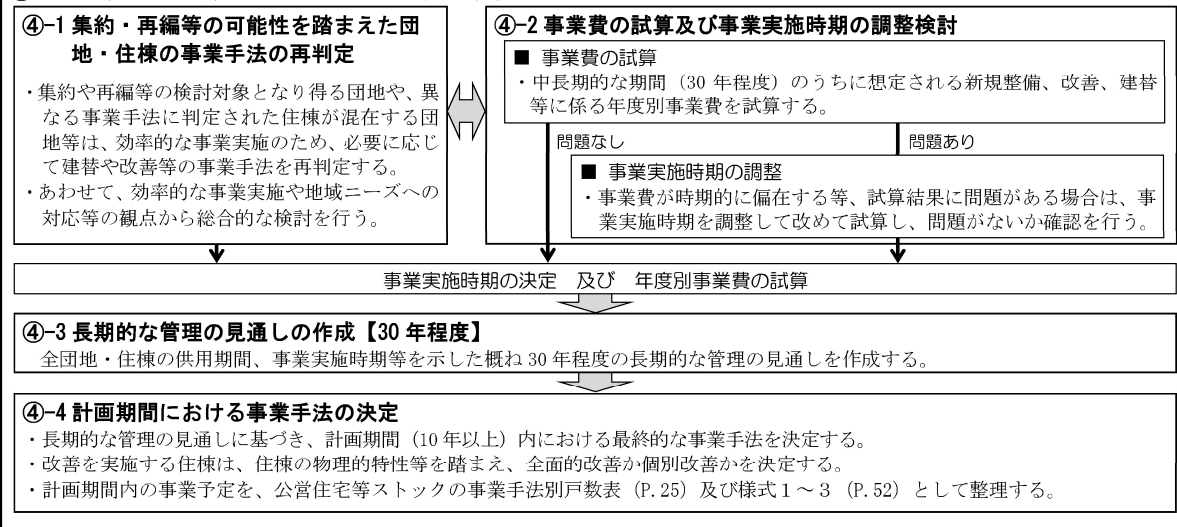 ④-1 集約・再編等の可能性を踏まえた団
地・住棟の事業手法の再判定
・集約や再編等の検討対象となり得る団地や、異
なる事業手法に判定された住棟が混在する団
地等は、効率的な事業実施のため、必要に応じ
て建替や改善等の事業手法を再判定する。
・あわせて、効率的な事業実施や地域ニーズへの
対応等の観点から総合的な検討を行う。
④-2 事業費の試算及び事業実施時期の調整検討
■ 事業費の試算
・中長期的な期間（30 年程度）のうちに想定される新規整備、改善、建替
等に係る年度別事業費を試算する。
問題なし
問題あり
■ 事業実施時期の調整
・事業費が時期的に偏在する等、試算結果に問題がある場合は、事
業実施時期を調整して改めて試算し、問題がないか確認を行う。
事業実施時期の決定　及び　年度別事業費の試算
④-3 長期的な管理の見通しの作成【30 年程度】
全団地・住棟の供用期間、事業実施時期等を示した概ね 30 年程度の長期的な管理の見通しを作成する。
④-4 計画期間における事業手法の決定
・長期的な管理の見通しに基づき、計画期間（10 年以上）内における最終的な事業手法を決定する。
・改善を実施する住棟は、住棟の物理的特性等を踏まえ、全面的改善か個別改善かを決定する。
・計画期間内の事業予定を、公営住宅等ストックの事業手法別戸数表（P.25）及び様式１～３（P.52）として整理する。